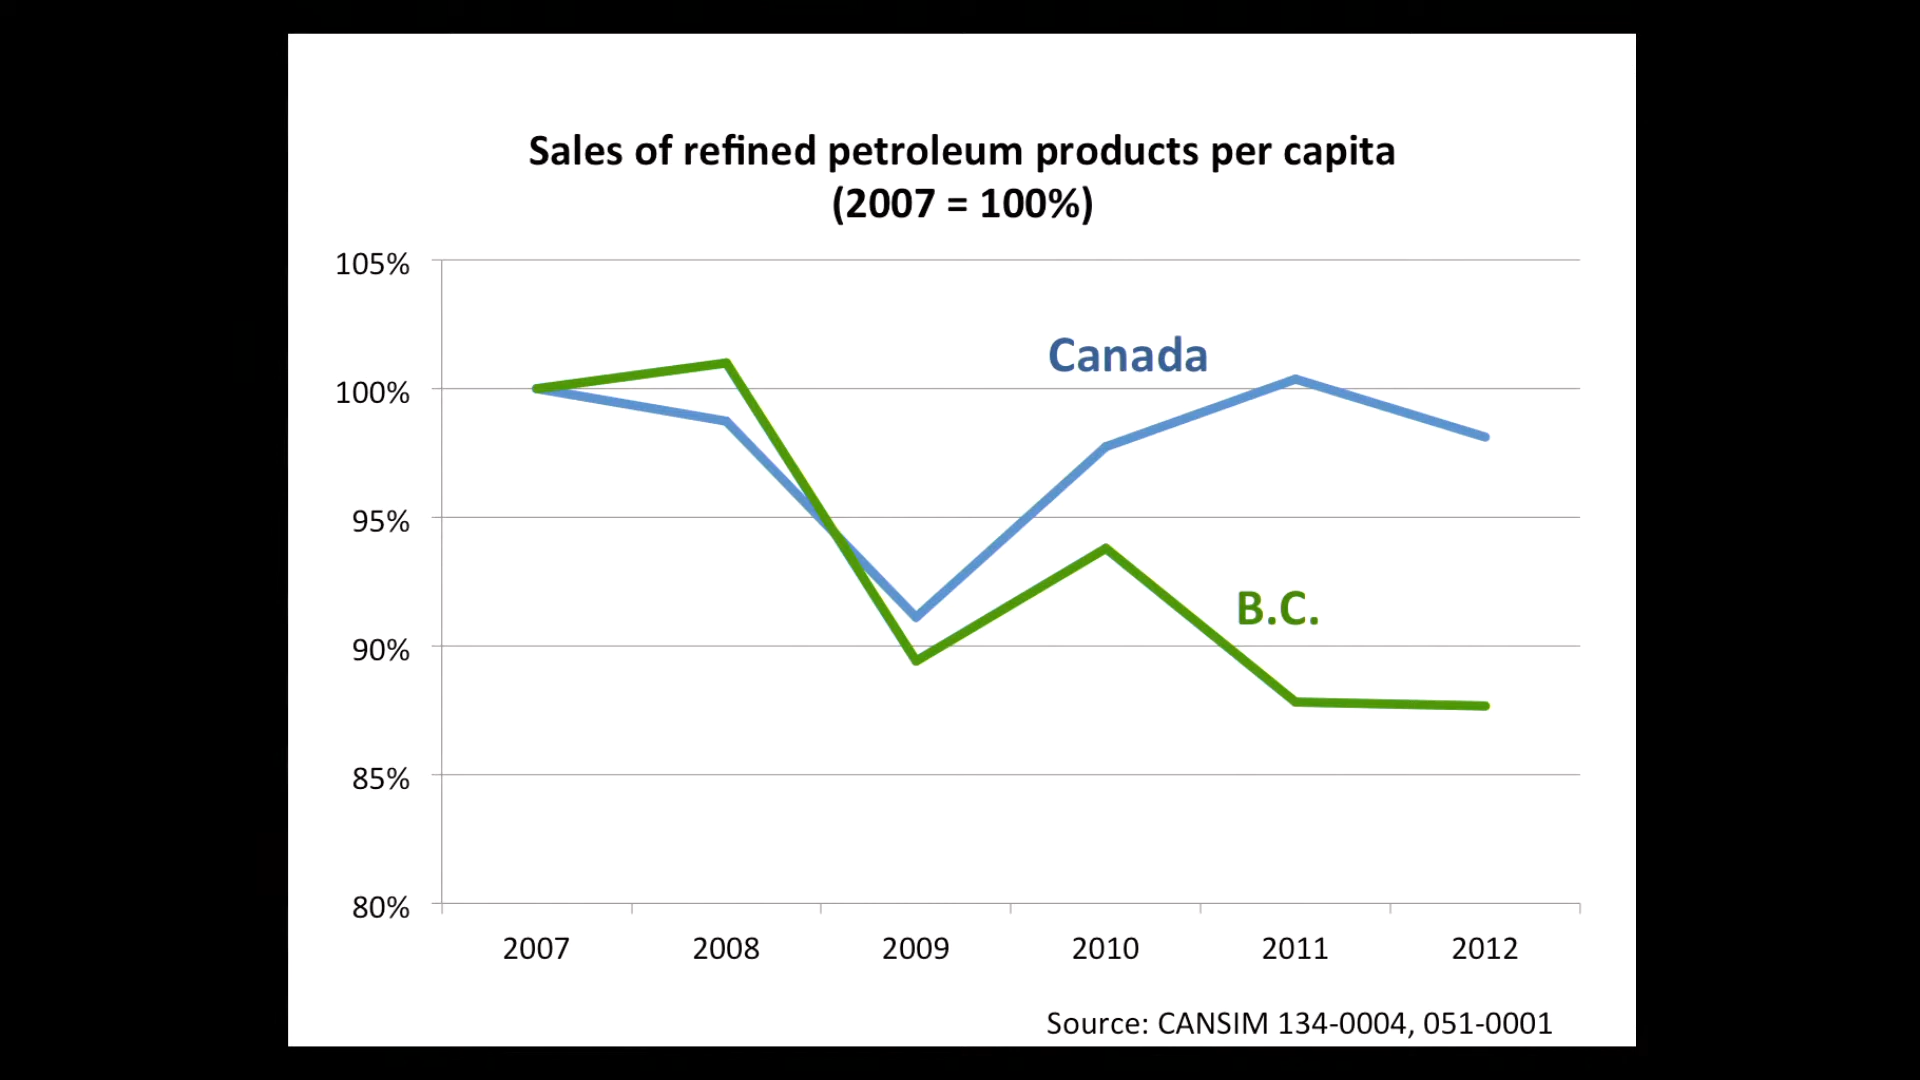 Sales of refined petroleum products per capita
(2007 = 100%)
105%
Canada
100%
95%
B.C.
90%
85%
80%
2007 2008 2009 2010 2011 2012
Source: CANSIM 134-0004, 051-0001